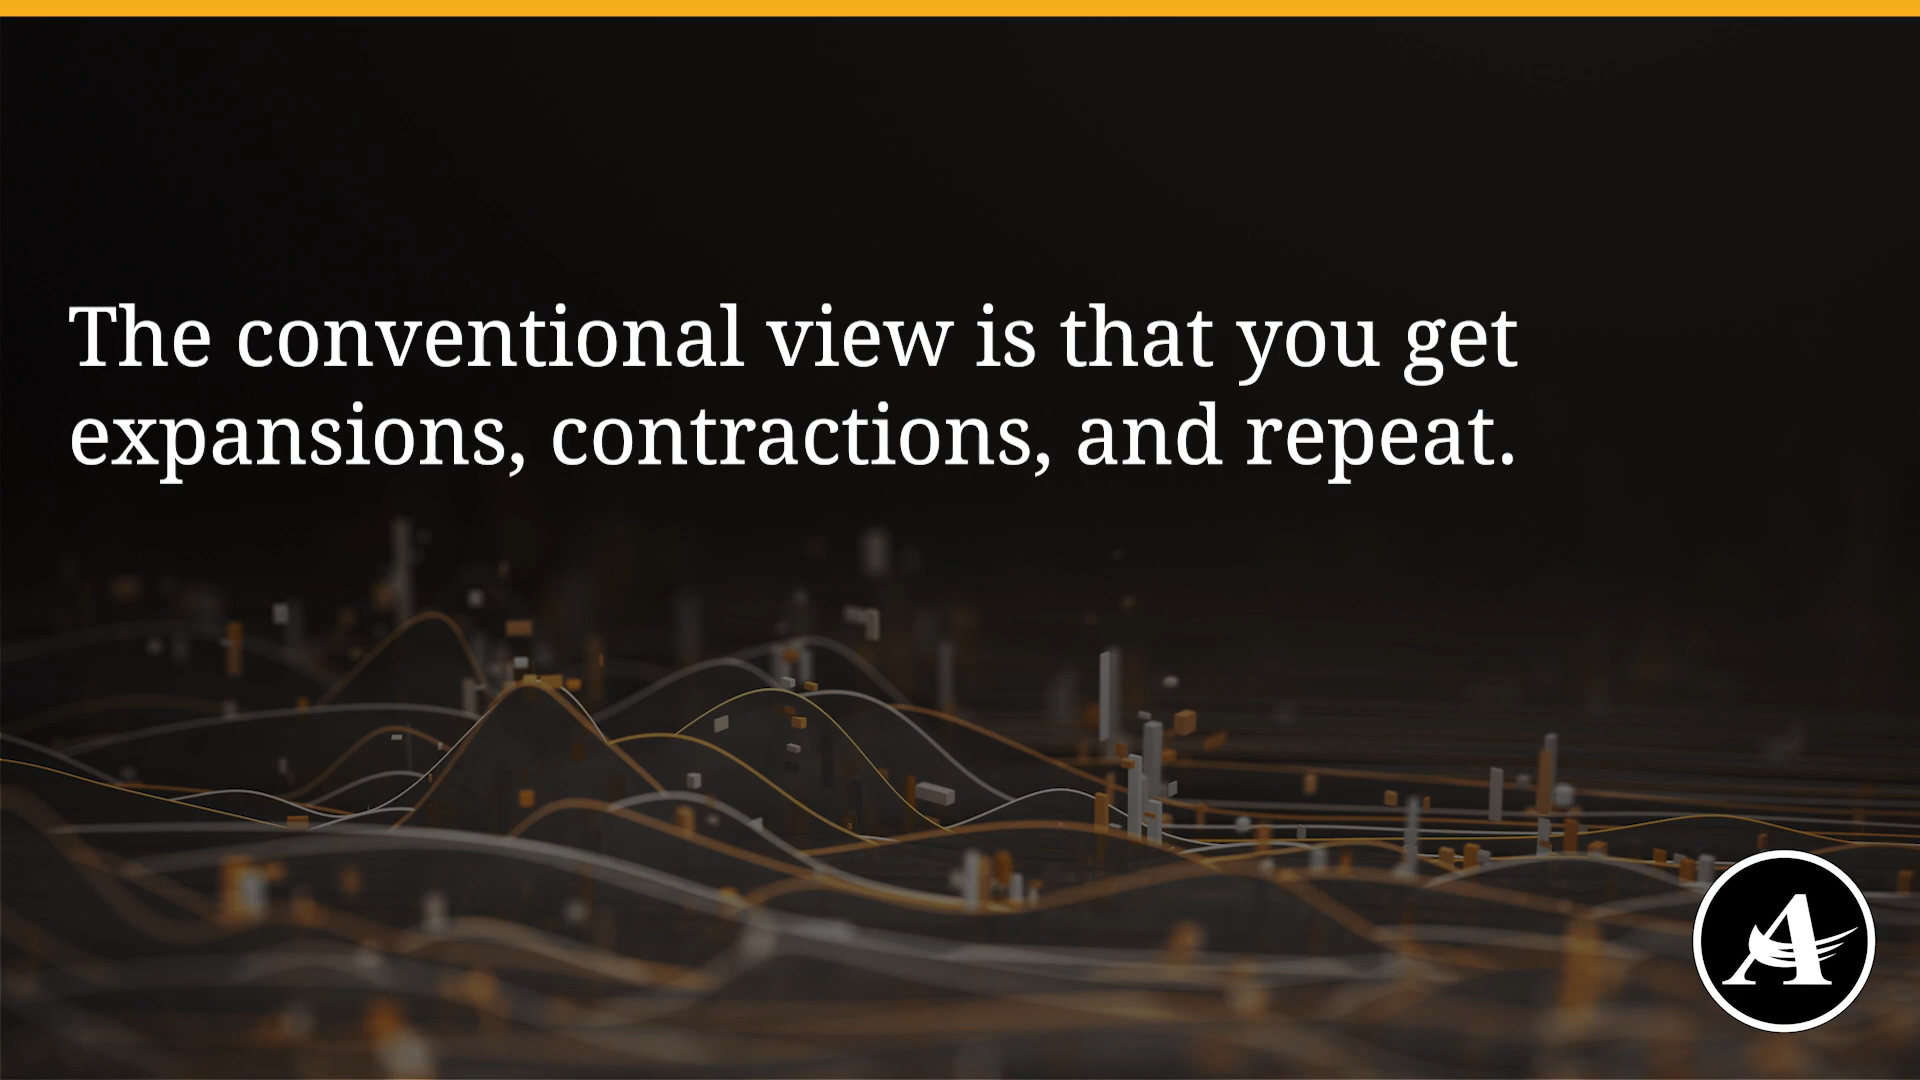 The conventional view is that you get
expansions, contractions, and repeat.
A